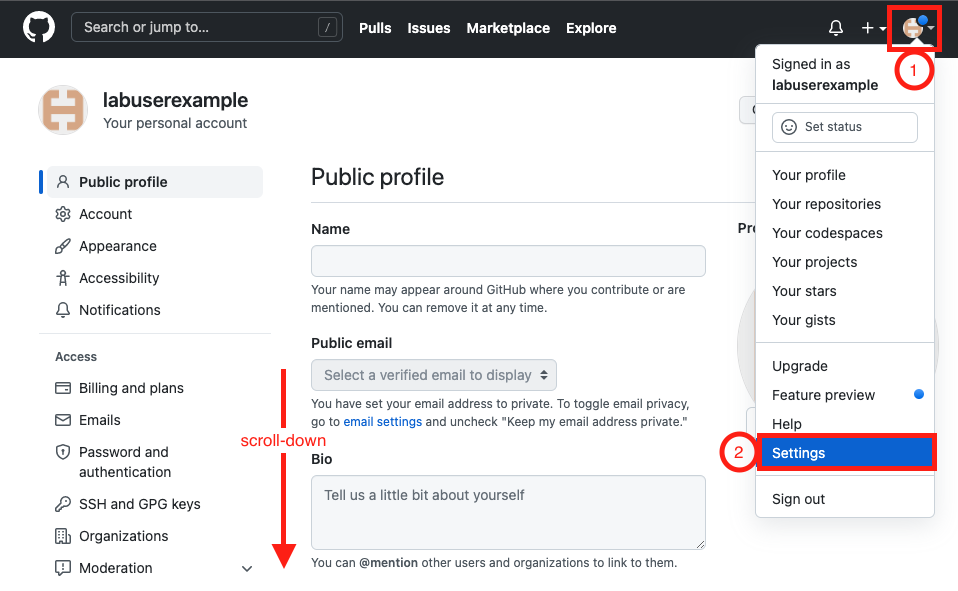 Search or jump to... /
Pulls Issues Marketplace Explore
1
Signed in as
labuserexample
Set status
Your profile
Your repositories
Your codespaces
Your projects
Your stars
Your gists
Upgrade
Feature preview
Help
2
Settings
Sign out
labuserexample
Your personal account
Public profile
Account
Appearance
Accessibility
Notifications
Access
Billing and plans
Emails
Password and
authentication
SSH and GPG keys
Organizations
Moderation
scroll-down
Public profile
Name
Your name may appear around GitHub where you contribute or are
mentioned. You can remove it at any time.
Public email
Select a verified email to display
You have set your email address to private. To toggle email privacy,
go to email settings and uncheck "Keep my email address private."
Bio
Tell us a little bit about yourself
You can @mention other users and organizations to link to them.